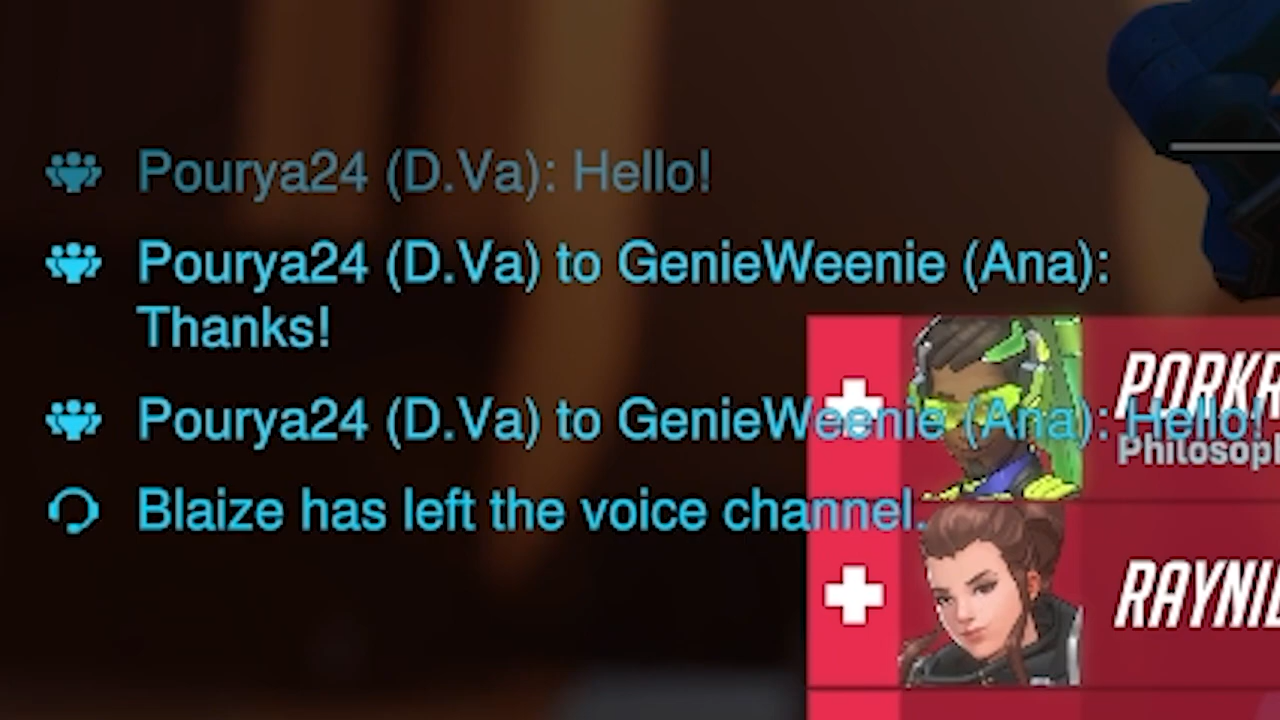 Pourya24 (D.Va): Hello!
Pourya24 (D.Va) to GenieWeenie (Ana):
Thanks!
Pourya24 (D.Va) to GenieWeenie (Ana): Hello!
Blaize has left the voice channel.